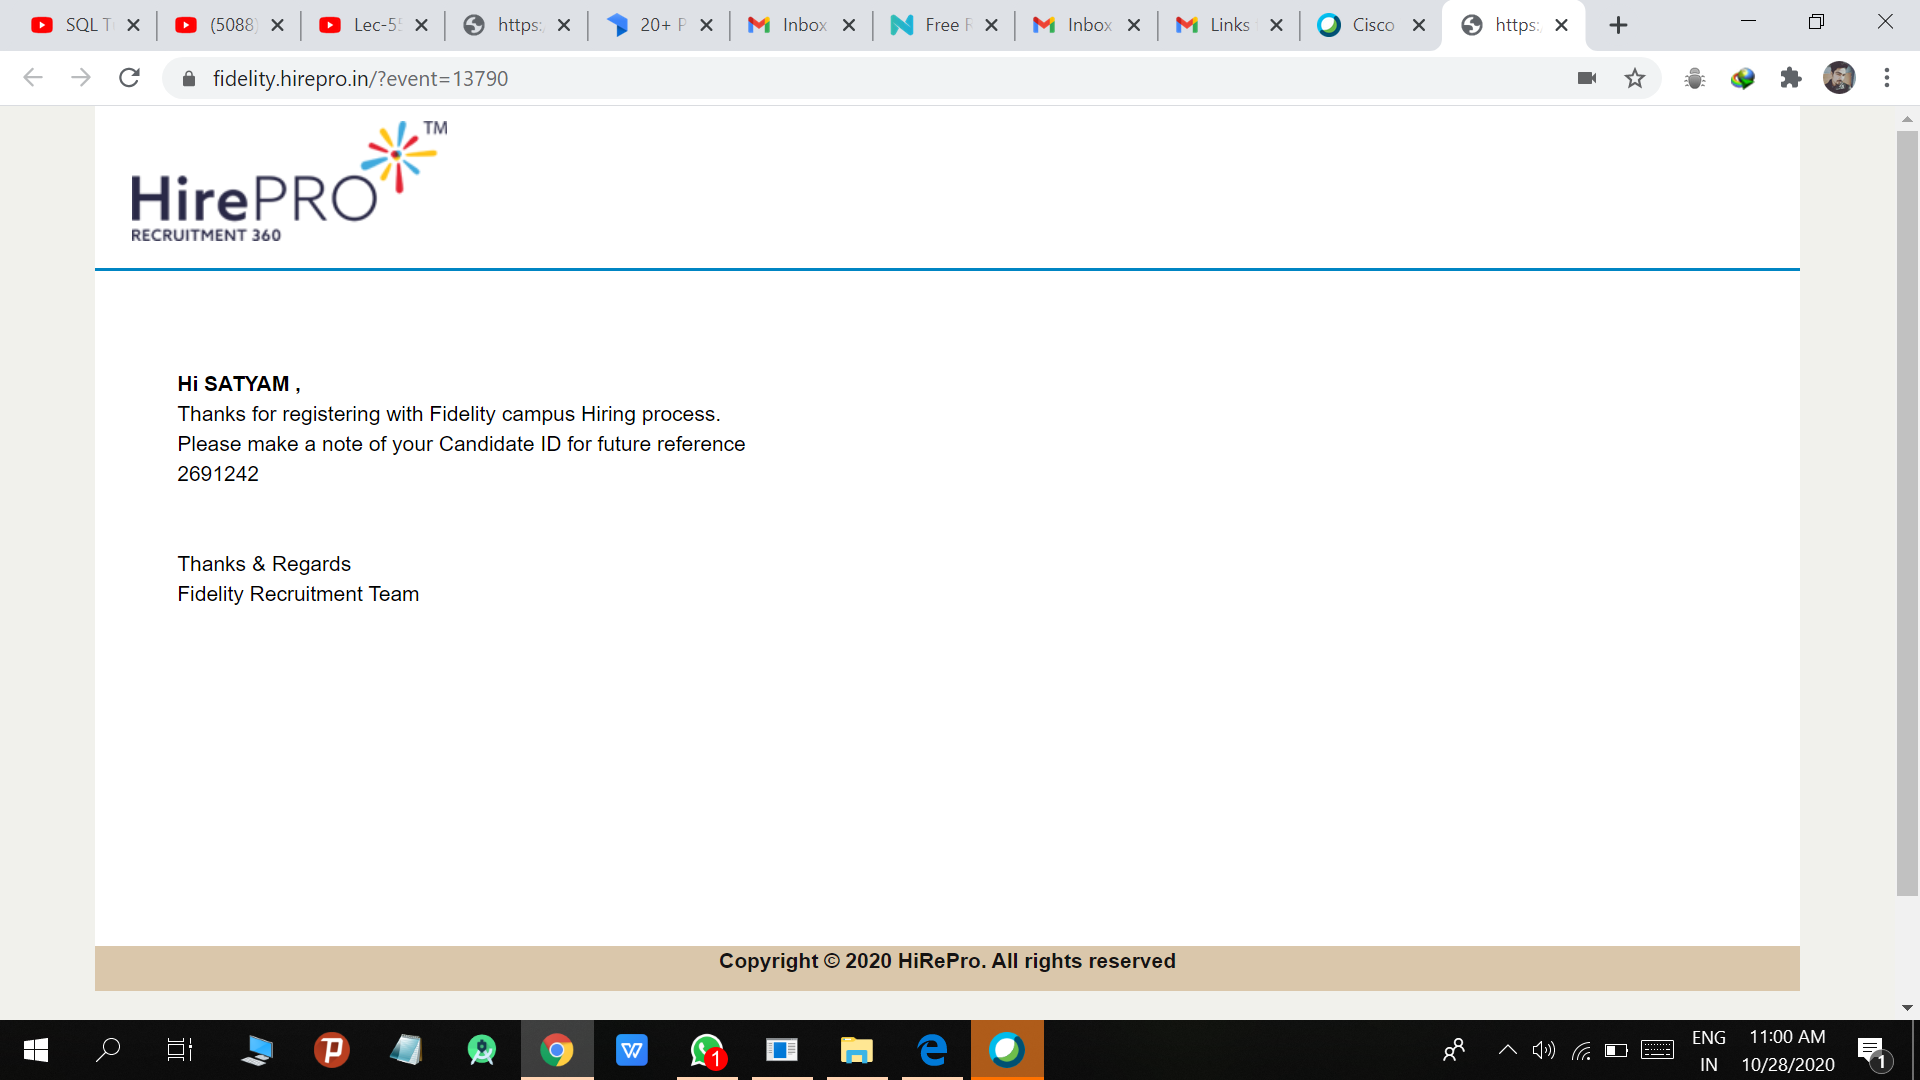 SQL T
(5088)
Lec-5
https:
20+ P
Inbox
Free
Inbox
Links
Cisco
https:
fidelity.hirepro.in/?event=13790
HirePRO TM
RECRUITMENT 360
Hi SATYAM ,
Thanks for registering with Fidelity campus Hiring process.
Please make a note of your Candidate ID for future reference
2691242
Thanks & Regards
Fidelity Recruitment Team
Copyright © 2020 HiRePro. All rights reserved
1
ENG
IN
11:00 AM
10/28/2020
1